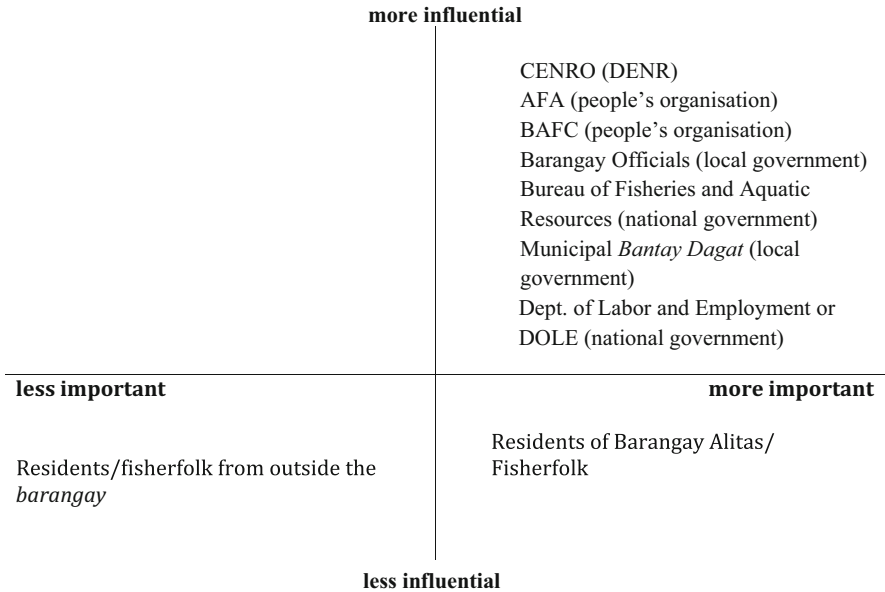 more influential
CENRO (DENR)
AFA (people’s organisation)
BAFC (people’s organisation)
Barangay Officials (local government)
Bureau of Fisheries and Aquatic
Resources (national government)
Municipal Bantay Dagat (local
government)
Dept. of Labor and Employment or
DOLE (national government)
less important
more important
Residents/fisherfolk from outside the
barangay
Residents of Barangay Alitas/
Fisherfolk
less influential